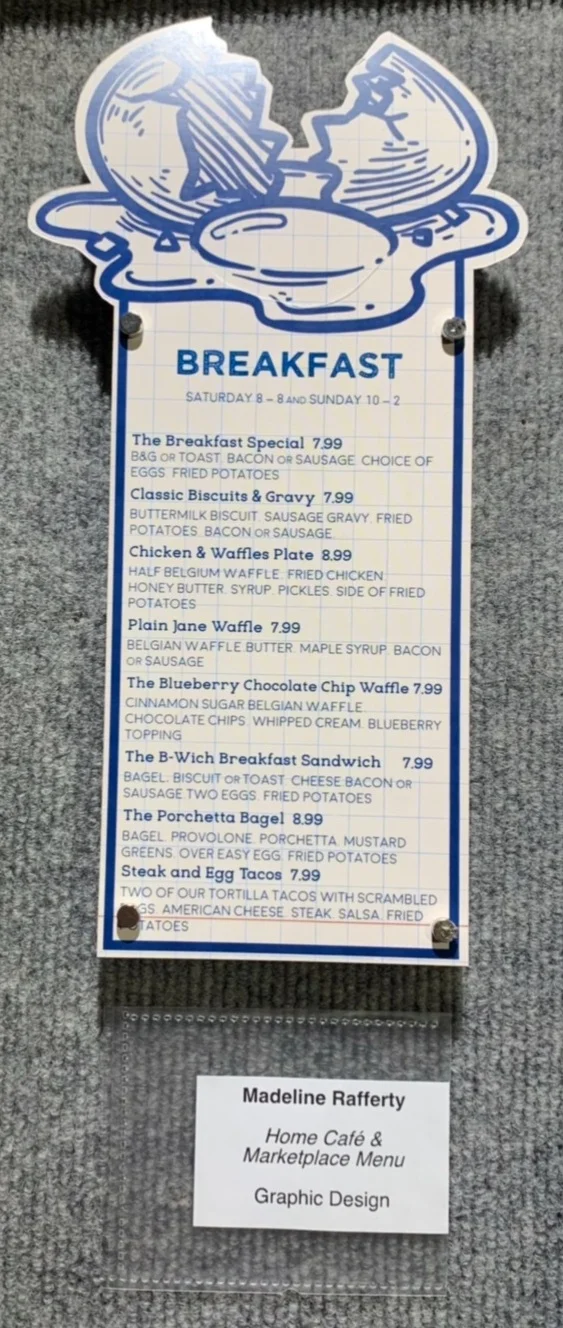 BREAKFAST
SATURDAY 8 – 8 AND SUNDAY 10 – 2
The Breakfast Special 7.99
B&G OR TOAST. BACON OR SAUSAGE. CHOICE OF
EGGS. FRIED POTATOES
Classic Biscuits & Gravy 7.99
BUTTERMILK BISCUIT. SAUSAGE GRAVY. FRIED
POTATOES. BACON OR SAUSAGE
Chicken & Waffles Plate 8.99
HALF BELGIUM WAFFLE. FRIED CHICKEN.
HONEY BUTTER. SYRUP. PICKLES. SIDE OF FRIED
POTATOES
Plain Jane Waffle 7.99
BELGIAN WAFFLE BUTTER. MAPLE SYRUP. BACON
OR SAUSAGE
The Blueberry Chocolate Chip Waffle 7.99
CINNAMON SUGAR BELGIAN WAFFLE.
CHOCOLATE CHIPS. WHIPPED CREAM. BLUEBERRY
TOPPING
The B-Wich Breakfast Sandwich 7.99
BAGEL. BISCUIT OR TOAST. CHEESE BACON OR
SAUSAGE TWO EGGS. FRIED POTATOES
The Porchetta Bagel 8.99
BAGEL. PROVOLONE. PORCHETTA. MUSTARD
GREENS. OVER EASY EGG. FRIED POTATOES
Steak and Egg Tacos 7.99
TWO OF OUR TORTILLA TACOS WITH SCRAMBLED
GGS. AMERICAN CHEESE. STEAK. SALSA. FRIED
TATOES
Madeline Rafferty
Home Café &
Marketplace Menu
Graphic Design